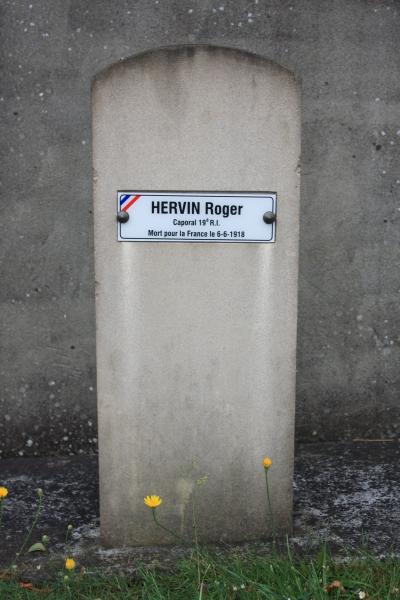 HERVIN Roger
Caporal 19e R.I.
Mort pour la France le 6-6-1918